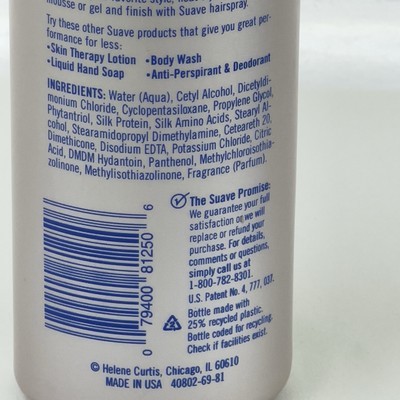 mousse or gel and finish with Suave hairspray.
Try these other Suave products that give you great per-
formance for less:
•Skin Therapy Lotion •Body Wash
•Liquid Hand Soap •Anti-Perspirant & Deodorant
INGREDIENTS: Water (Aqua), Cetyl Alcohol, Dicetyldi-
monium Chloride, Cyclopentasiloxane, Propylene Glycol,
Phytantriol, Silk Protein, Silk Amino Acids, Stearyl Al-
cohol, Stearamidopropyl Dimethylamine, Ceteareth 20,
Dimethicone, Disodium EDTA, Potassium Chloride, Citric
Acid, DMDM Hydantoin, Panthenol, Methylchloroisothia-
zolinone, Methylisothiazolinone, Fragrance (Parfum).
The Suave Promise:
We guarantee your full
satisfaction or we will
replace or refund your
purchase. For details,
comments or questions,
simply call us at
1-800-782-8301.
U.S. Patent No. 4, 777, 037.
Bottle made with
25% recycled plastic.
Bottle coded for recycling.
Check if facilities exist.
0 79400 81250 6
© Helene Curtis, Chicago, IL 60610
MADE IN USA 40802-69-81